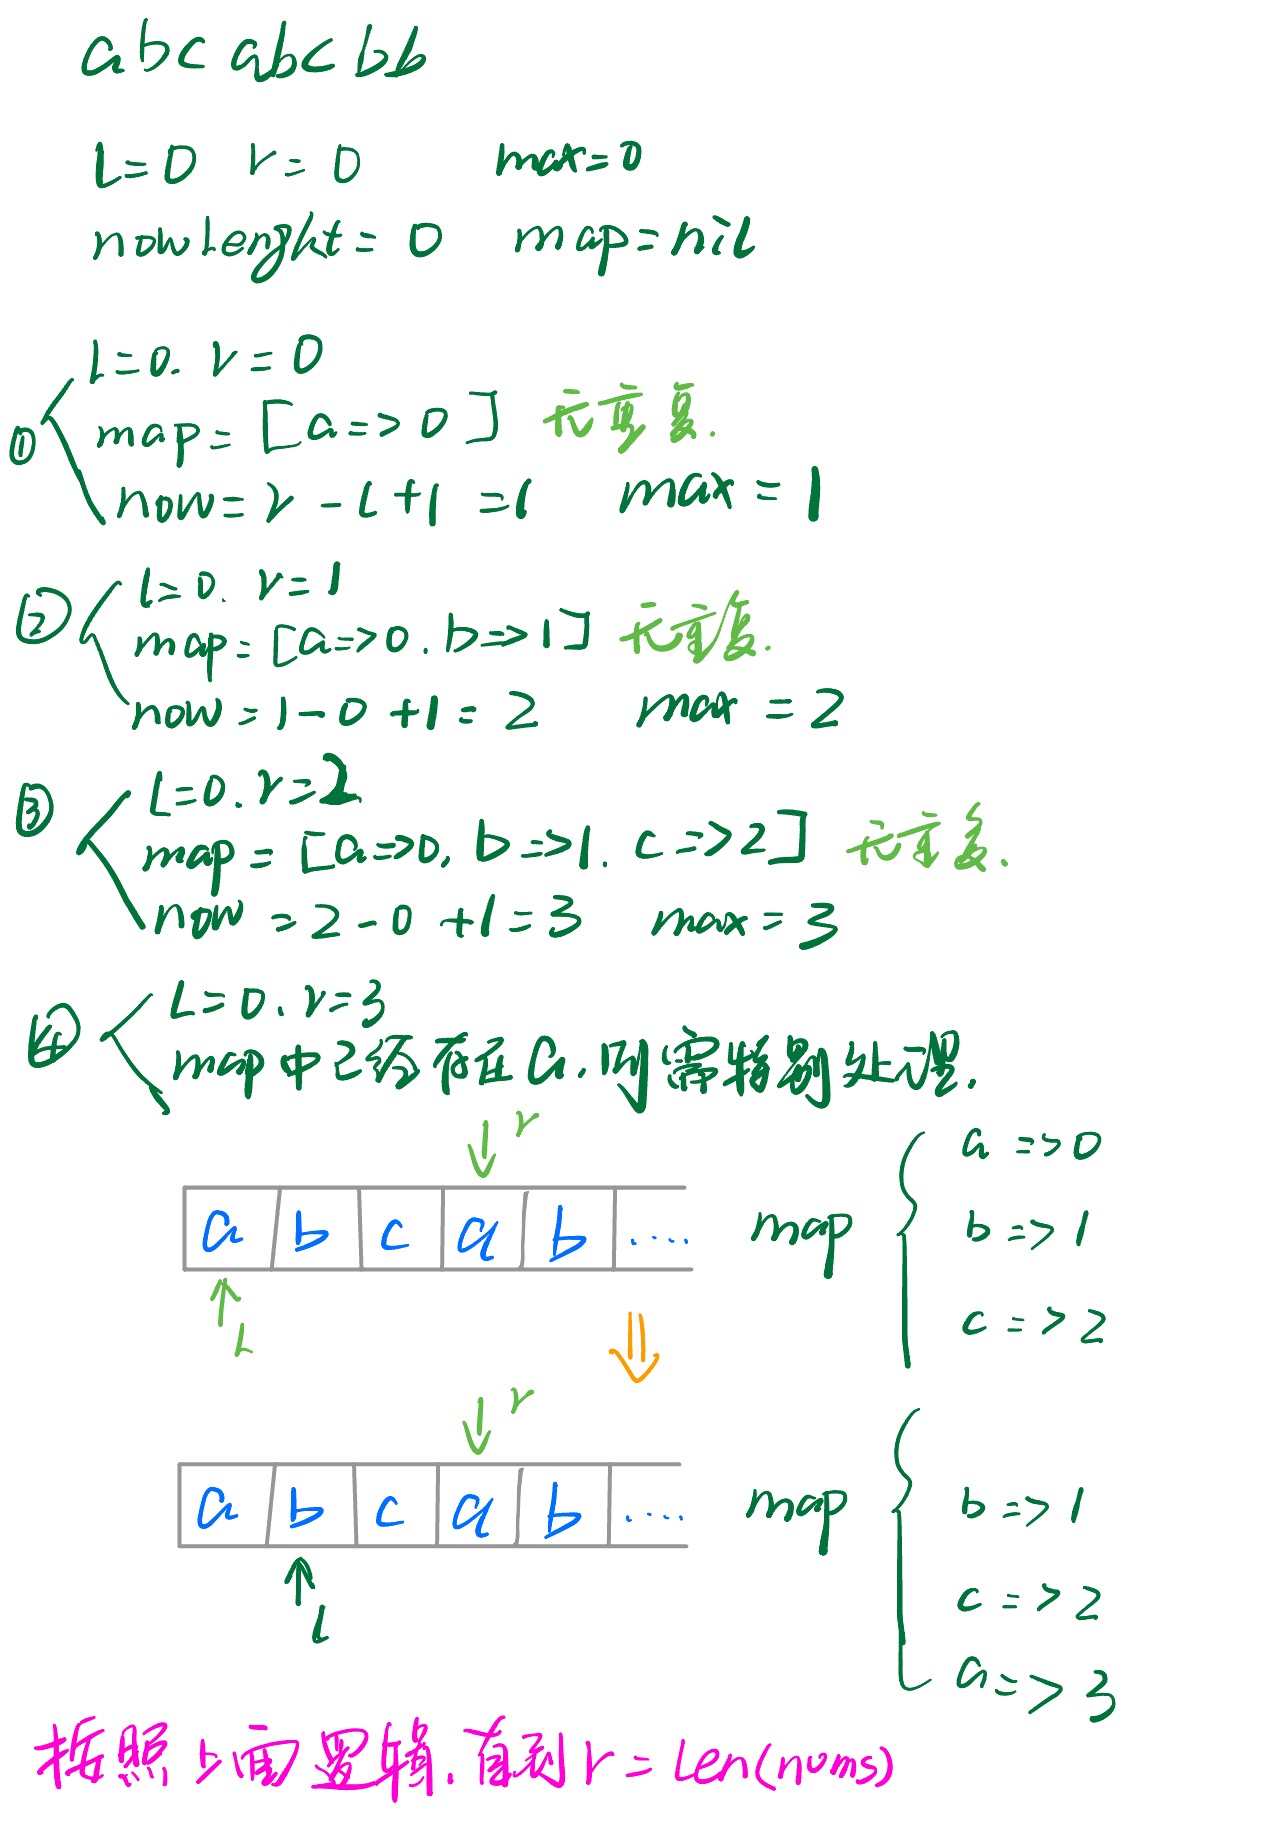 abcabcbb
L=0 r=0 max=0
nowLenght=0 map=nil
① l=0. r=0
map=[a=>0] 无重复.
now=r-l+1=1 max=1
② l=0. r=1
map=[a=>0. b=>1] 无重复.
now=1-0+1=2 max=2
③ L=0. r=2
map=[a=>0, b=>1. c=>2] 无重复.
now=2-0+1=3 max=3
④ L=0. r=3
map中已经存在a.则需特别处理.
r
a b c a b ....
L
map
a=>0
b=>1
c=>2
r
a b c a b ....
l
map
b=>1
c=>2
a=>3
按照上面逻辑.直到r=Len(nums)